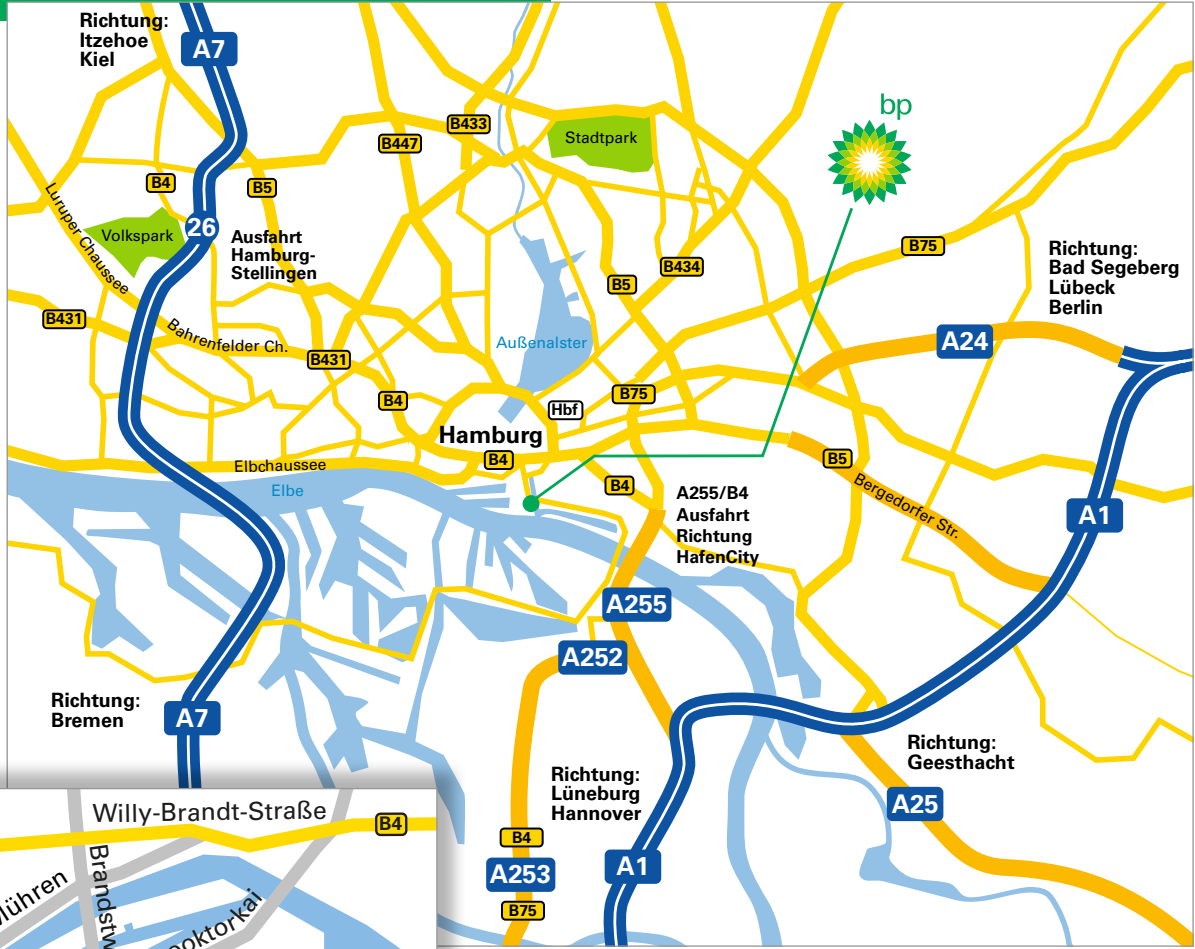 Richtung:
Itzehoe
Kiel
A7
bp
B433
B447
Stadtpark
B4
B5
Luruper Chaussee
Volkspark
26
Ausfahrt
Hamburg-
Stellingen
B75
B434
B5
Richtung:
Bad Segeberg
Lübeck
Berlin
B431
Bahrenfelder Ch.
B431
Außenalster
A24
B4
B75
Hbf
Hamburg
B4
B5
Elbchaussee
Elbe
B4
Bergedorfer Str.
A255/B4
Ausfahrt
Richtung
HafenCity
A1
A255
A252
Richtung:
Bremen
A7
Richtung:
Geesthacht
Richtung:
Lüneburg
Hannover
A25
Willy-Brandt-Straße
B4
B4
A253
A1
B75